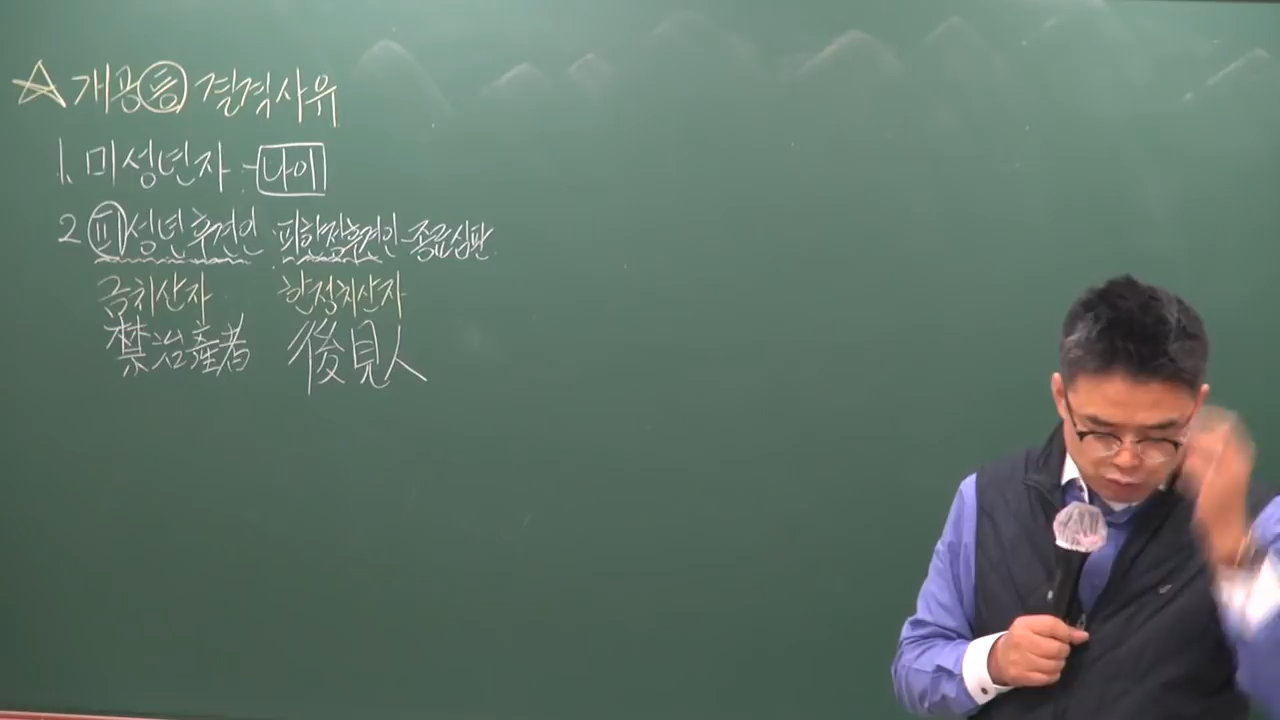 ☆개공등 결격사유
1. 미성년자:-나이
2 피성년후견인·피한정후견인-종료심판
금치산자 한정치산자
禁治産者 後見人